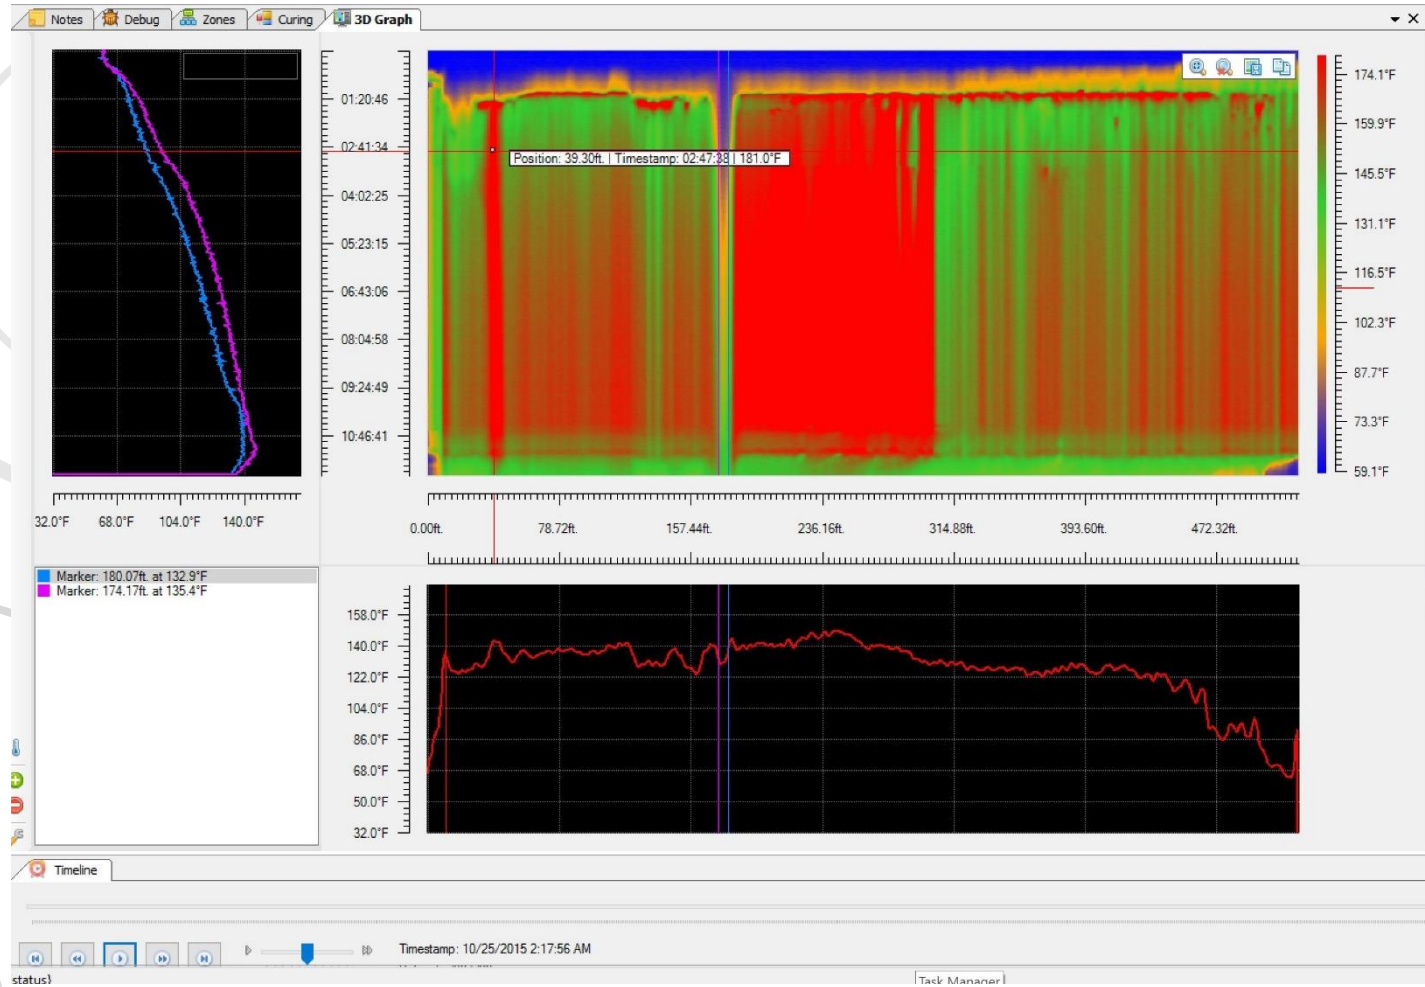 Notes Debug Zones Curing 3D Graph
01:20:46
02:41:34
04:02:25
05:23:15
06:43:06
08:04:58
09:24:49
10:46:41
32.0°F 68.0°F 104.0°F 140.0°F
Position: 39.30ft. | Timestamp: 02:47:38 | 181.0°F
174.1°F
159.9°F
145.5°F
131.1°F
116.5°F
102.3°F
87.7°F
73.3°F
59.1°F
0.00ft. 78.72ft. 157.44ft. 236.16ft. 314.88ft. 393.60ft. 472.32ft.
Marker: 180.07ft. at 132.9°F
Marker: 174.17ft. at 135.4°F
158.0°F
140.0°F
122.0°F
104.0°F
86.0°F
68.0°F
50.0°F
32.0°F
Timeline
Timestamp: 10/25/2015 2:17:56 AM
status}
Task Manager